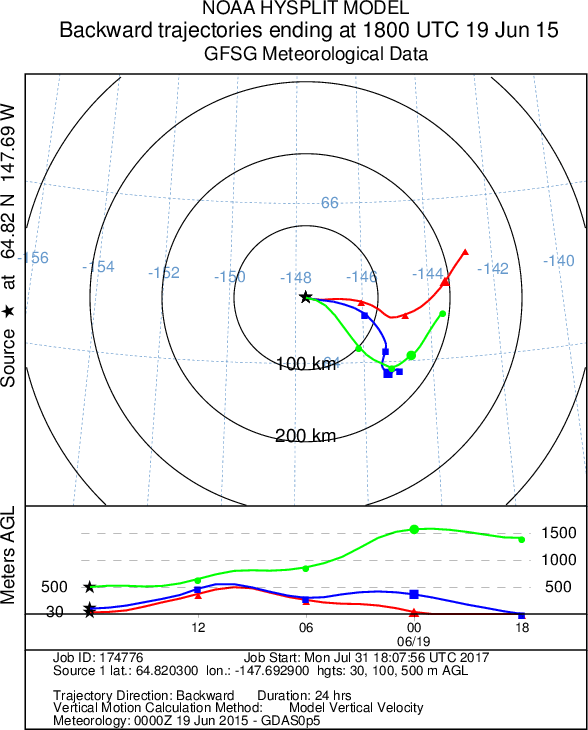 NOAA HYSPLIT MODEL
Backward trajectories ending at 1800 UTC 19 Jun 15
GFSG Meteorological Data
Source ★ at 64.82 N 147.69 W
66
-156
-154
-152
-150
-148
-146
-144
-142
-140
64
100 km
200 km
Meters AGL
1500
1000
500
500
30
12
06
00
18
06/19
Job ID: 174776 Job Start: Mon Jul 31 18:07:56 UTC 2017
Source 1 lat.: 64.820300 lon.: -147.692900 hgts: 30, 100, 500 m AGL
Trajectory Direction: Backward Duration: 24 hrs
Vertical Motion Calculation Method: Model Vertical Velocity
Meteorology: 0000Z 19 Jun 2015 - GDAS0p5